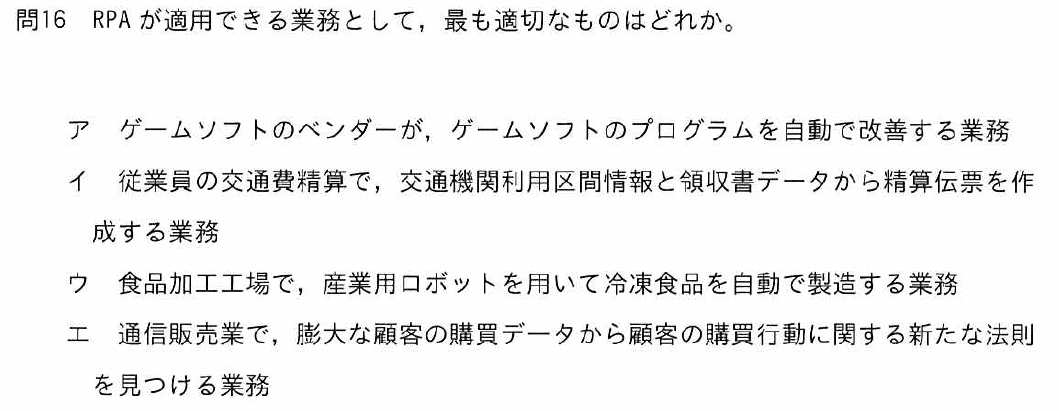 問16 RPA が適用できる業務として，最も適切なものはどれか。
ア ゲームソフトのベンダーが，ゲームソフトのプログラムを自動で改善する業務
イ 従業員の交通費精算で，交通機関利用区間情報と領収書データから精算伝票を作
成する業務
ウ 食品加工工場で，産業用ロボットを用いて冷凍食品を自動で製造する業務
エ 通信販売業で，膨大な顧客の購買データから顧客の購買行動に関する新たな法則
を見つける業務